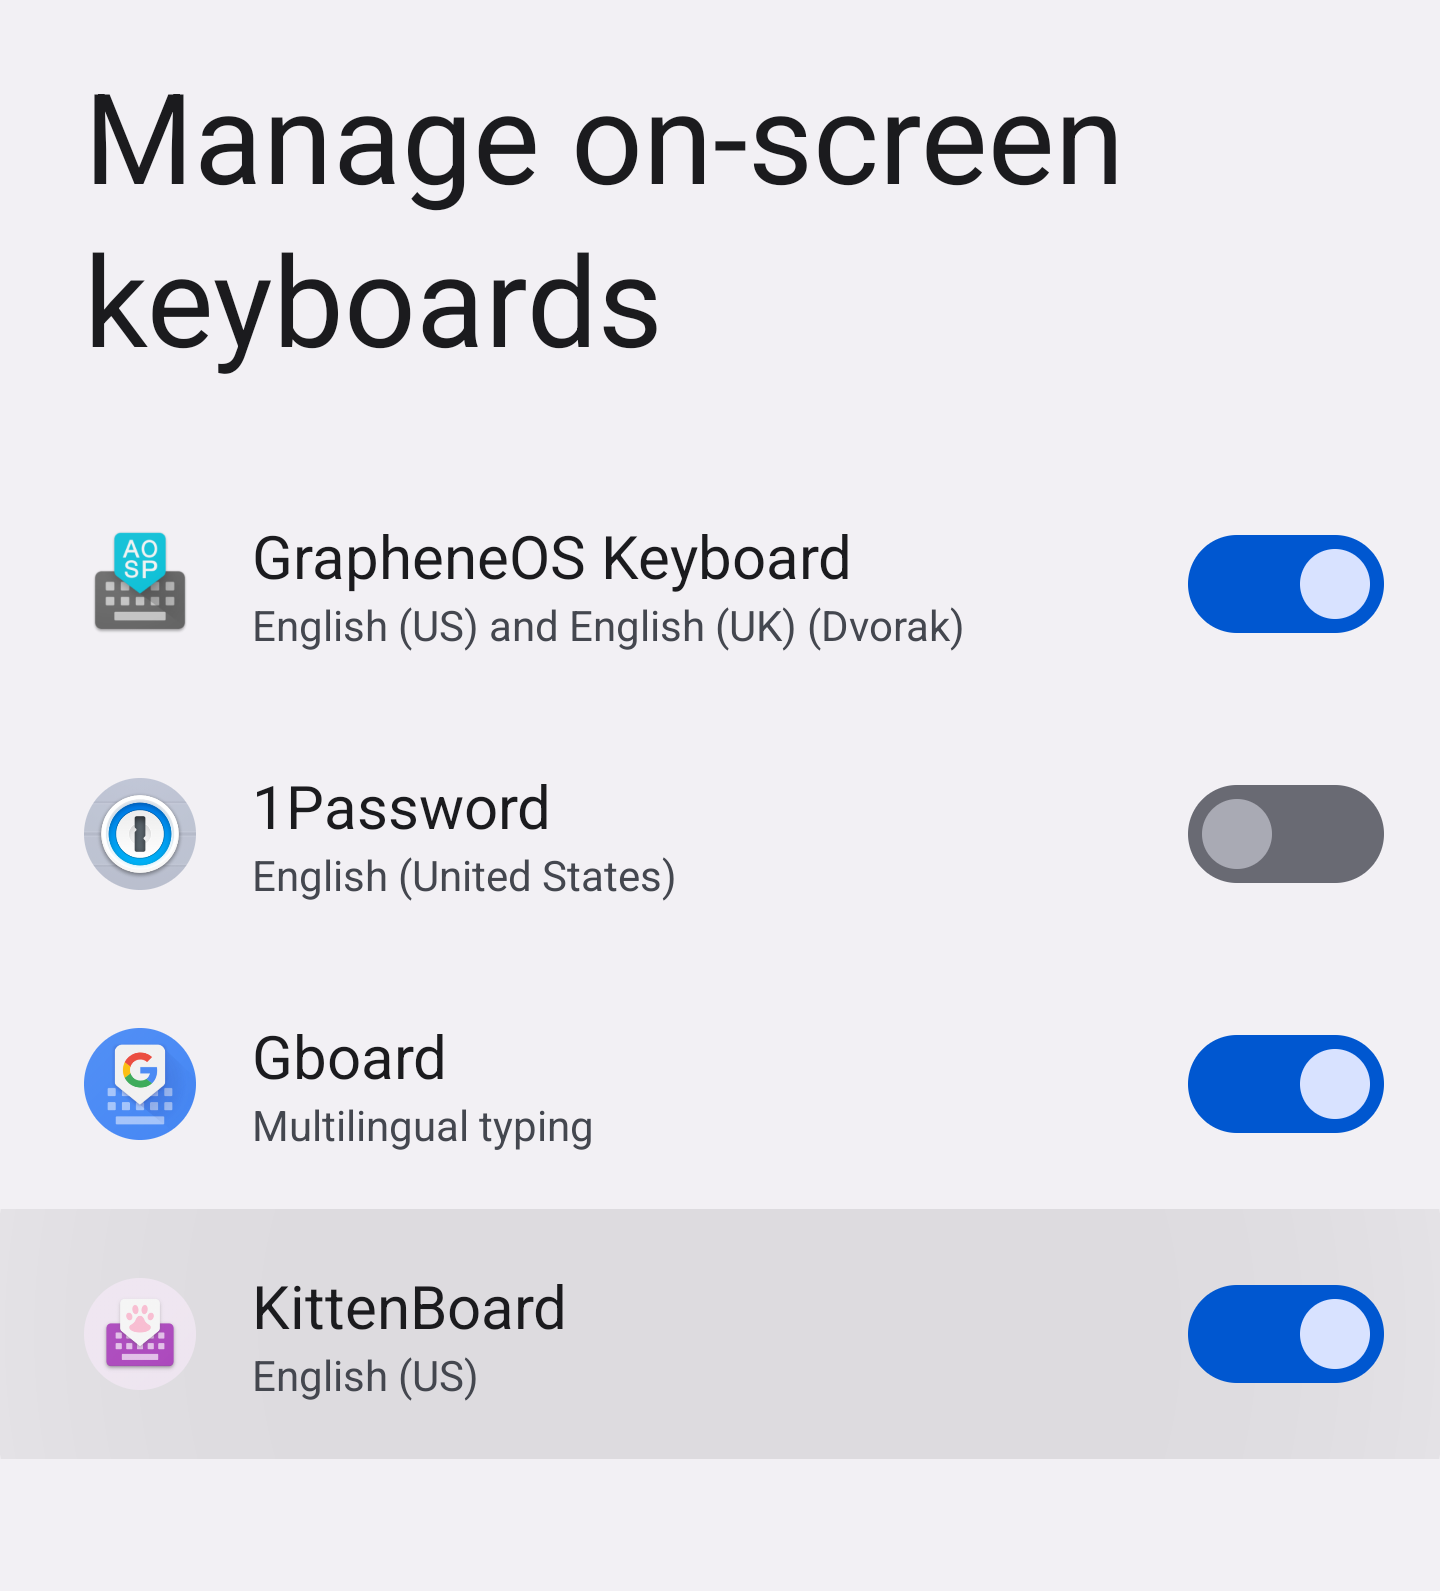 Manage on-screen
keyboards
AO
SP
GrapheneOS Keyboard
English (US) and English (UK) (Dvorak)
1Password
English (United States)
G
Gboard
Multilingual typing
KittenBoard
English (US)